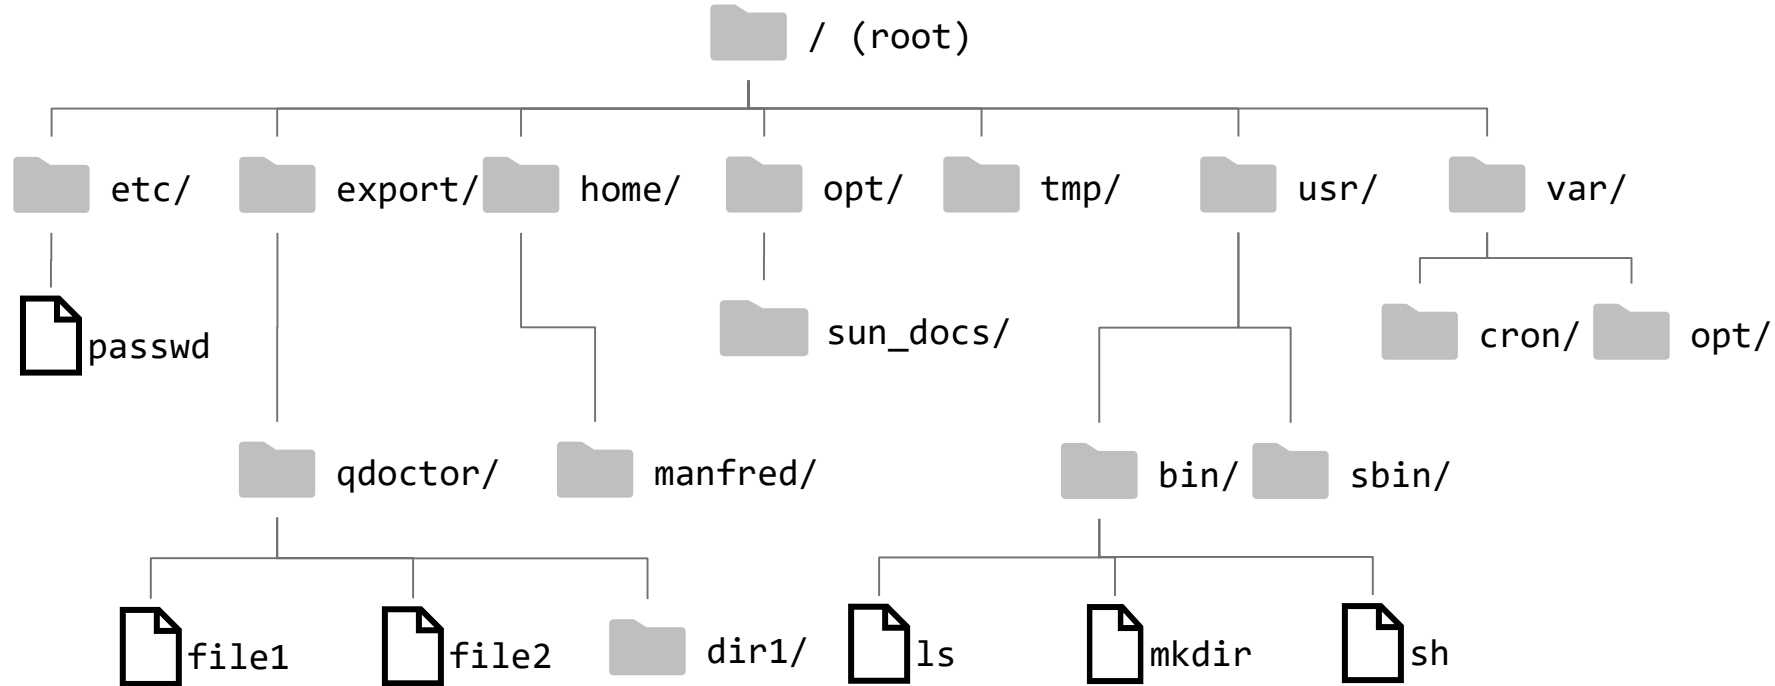 / (root)
etc/
export/
home/
opt/
tmp/
usr/
var/
passwd
sun_docs/
cron/
opt/
qdoctor/
manfred/
bin/
sbin/
file1
file2
dir1/
ls
mkdir
sh